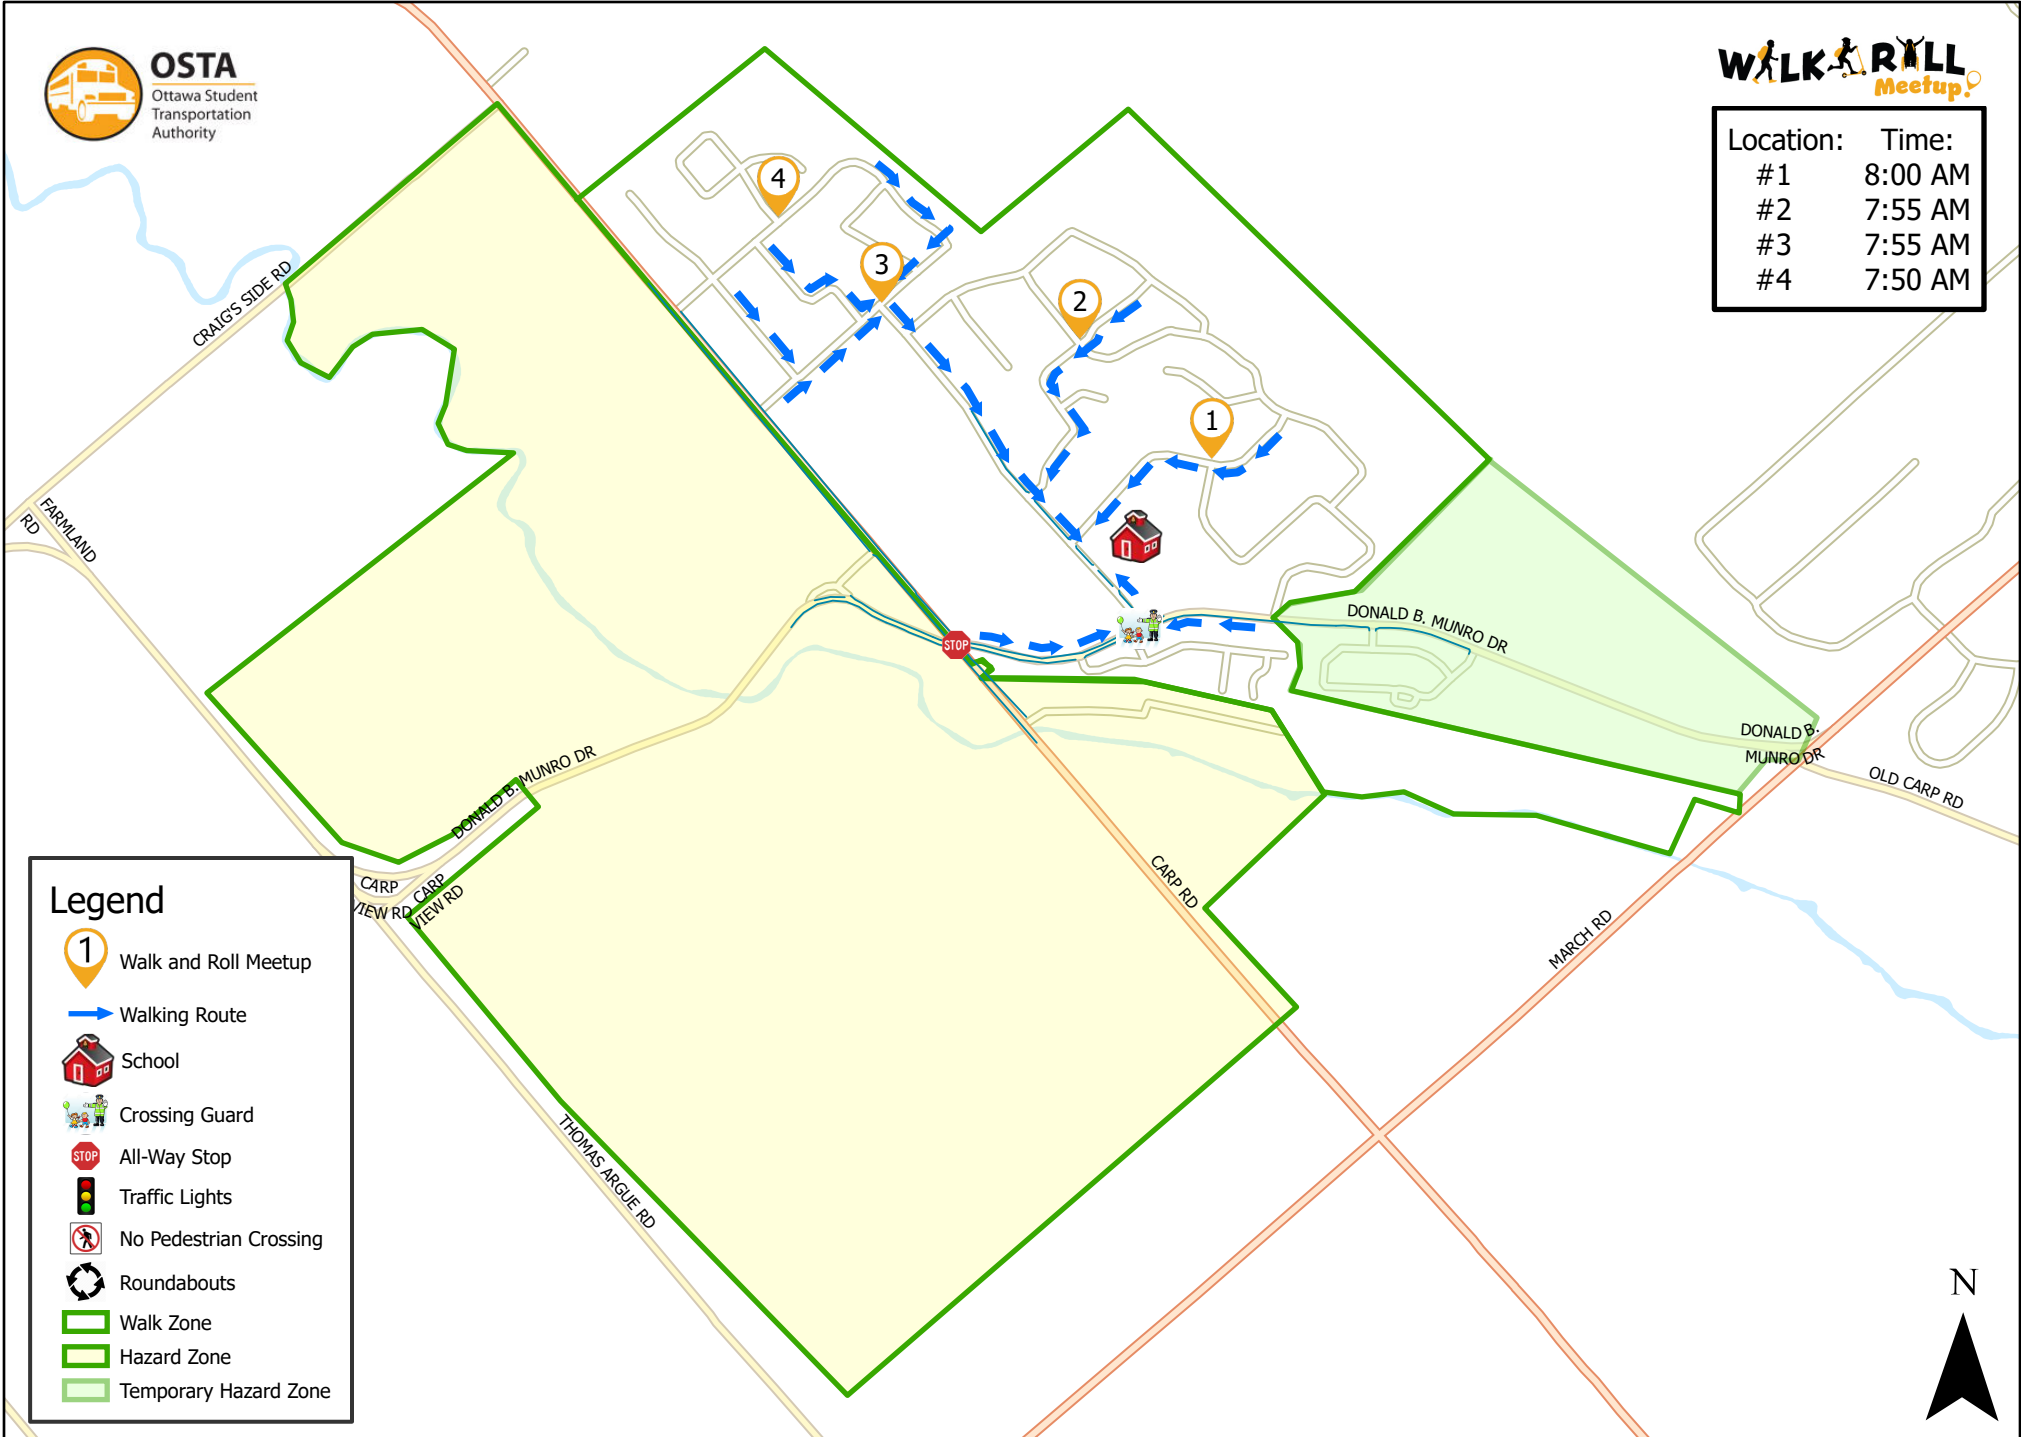 OSTA
Ottawa Student
Transportation
Authority
WALK & ROLL
Meetup!
Location: Time:
#1 8:00 AM
#2 7:55 AM
#3 7:55 AM
#4 7:50 AM
4
3
2
1
CRAIG'S SIDE RD
FARMLAND
RD
STOP
DONALD B. MUNRO DR
DONALD B.
MUNRO DR
OLD CARP RD
DONALD B. MUNRO DR
CARP
VIEW RD
CARP
VIEW RD
CARP RD
MARCH RD
THOMAS ARGUE RD
Legend
1 Walk and Roll Meetup
Walking Route
School
Crossing Guard
STOP All-Way Stop
Traffic Lights
No Pedestrian Crossing
Roundabouts
Walk Zone
Hazard Zone
Temporary Hazard Zone
N